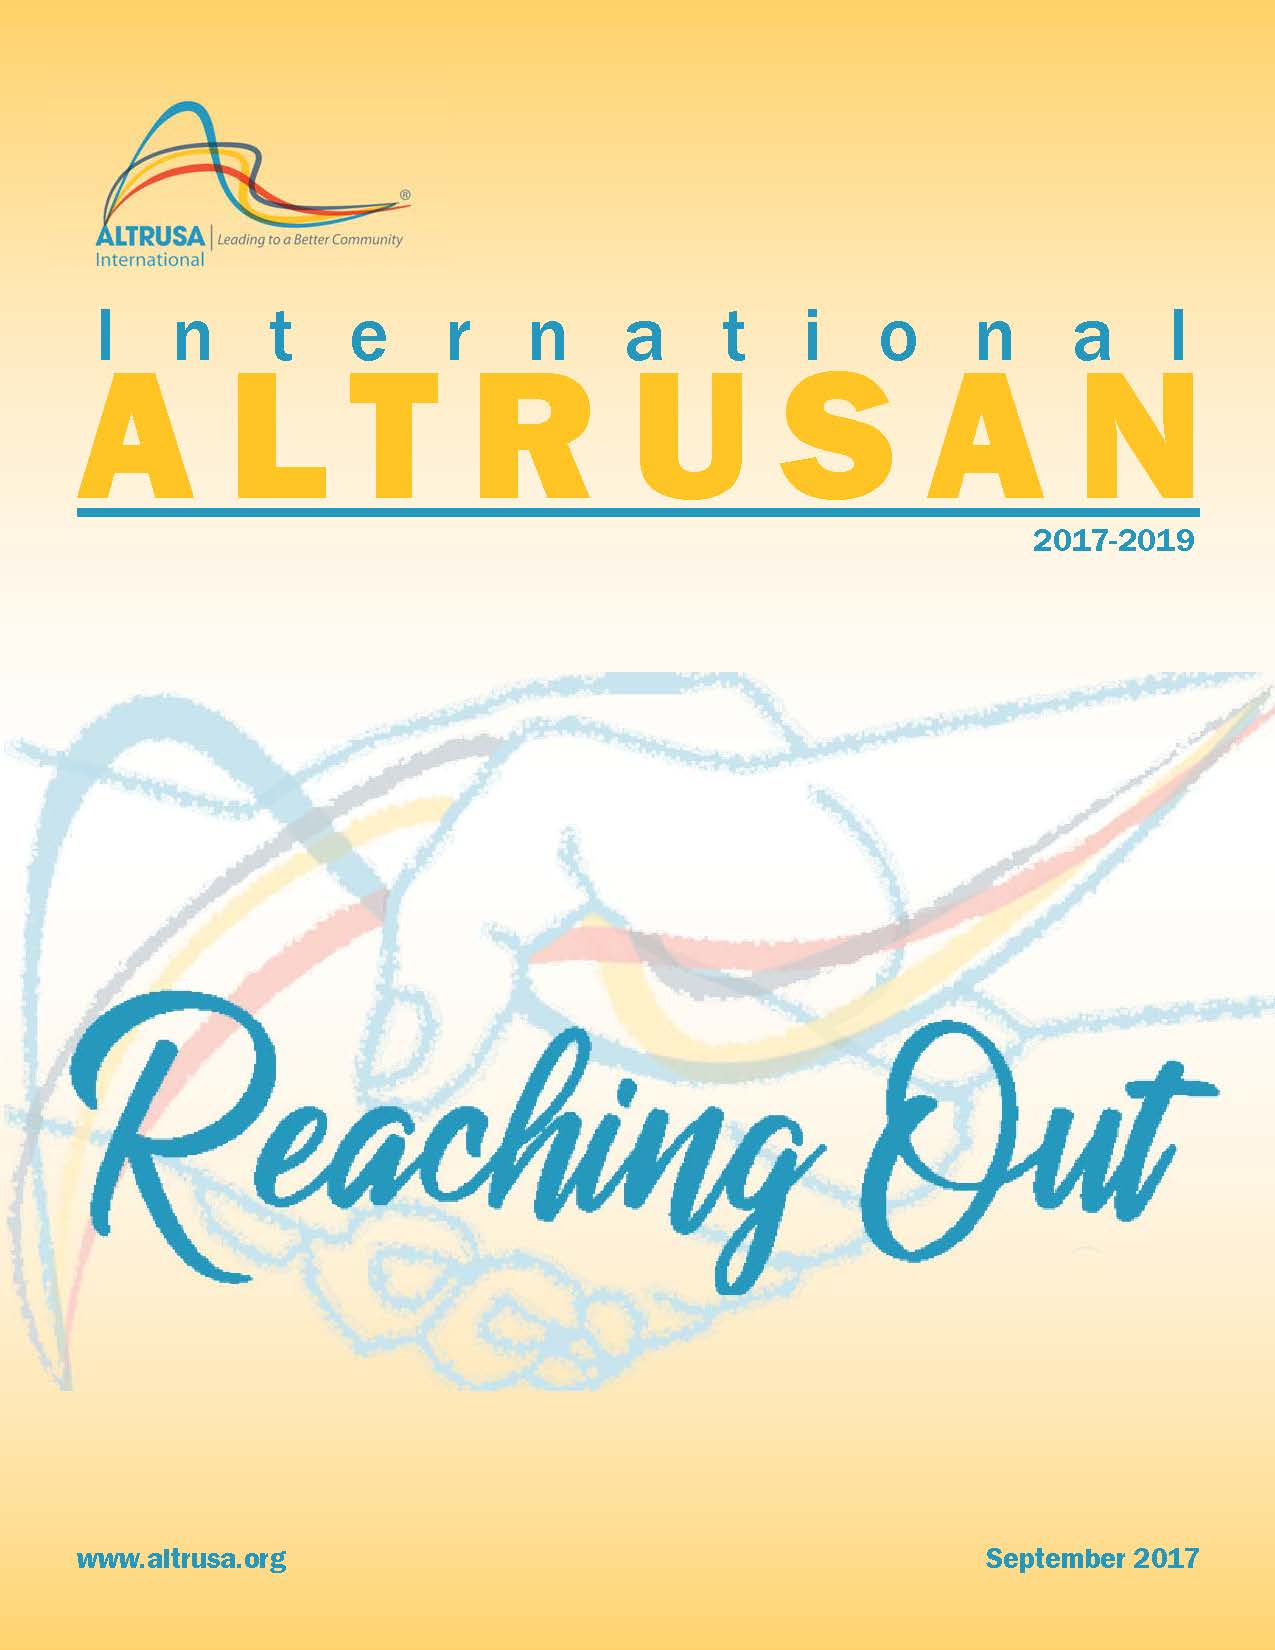 ®
ALTRUSA | Leading to a Better Community
International
International
ALTRUSAN
2017-2019
Reaching Out
www.altrusa.org
September 2017